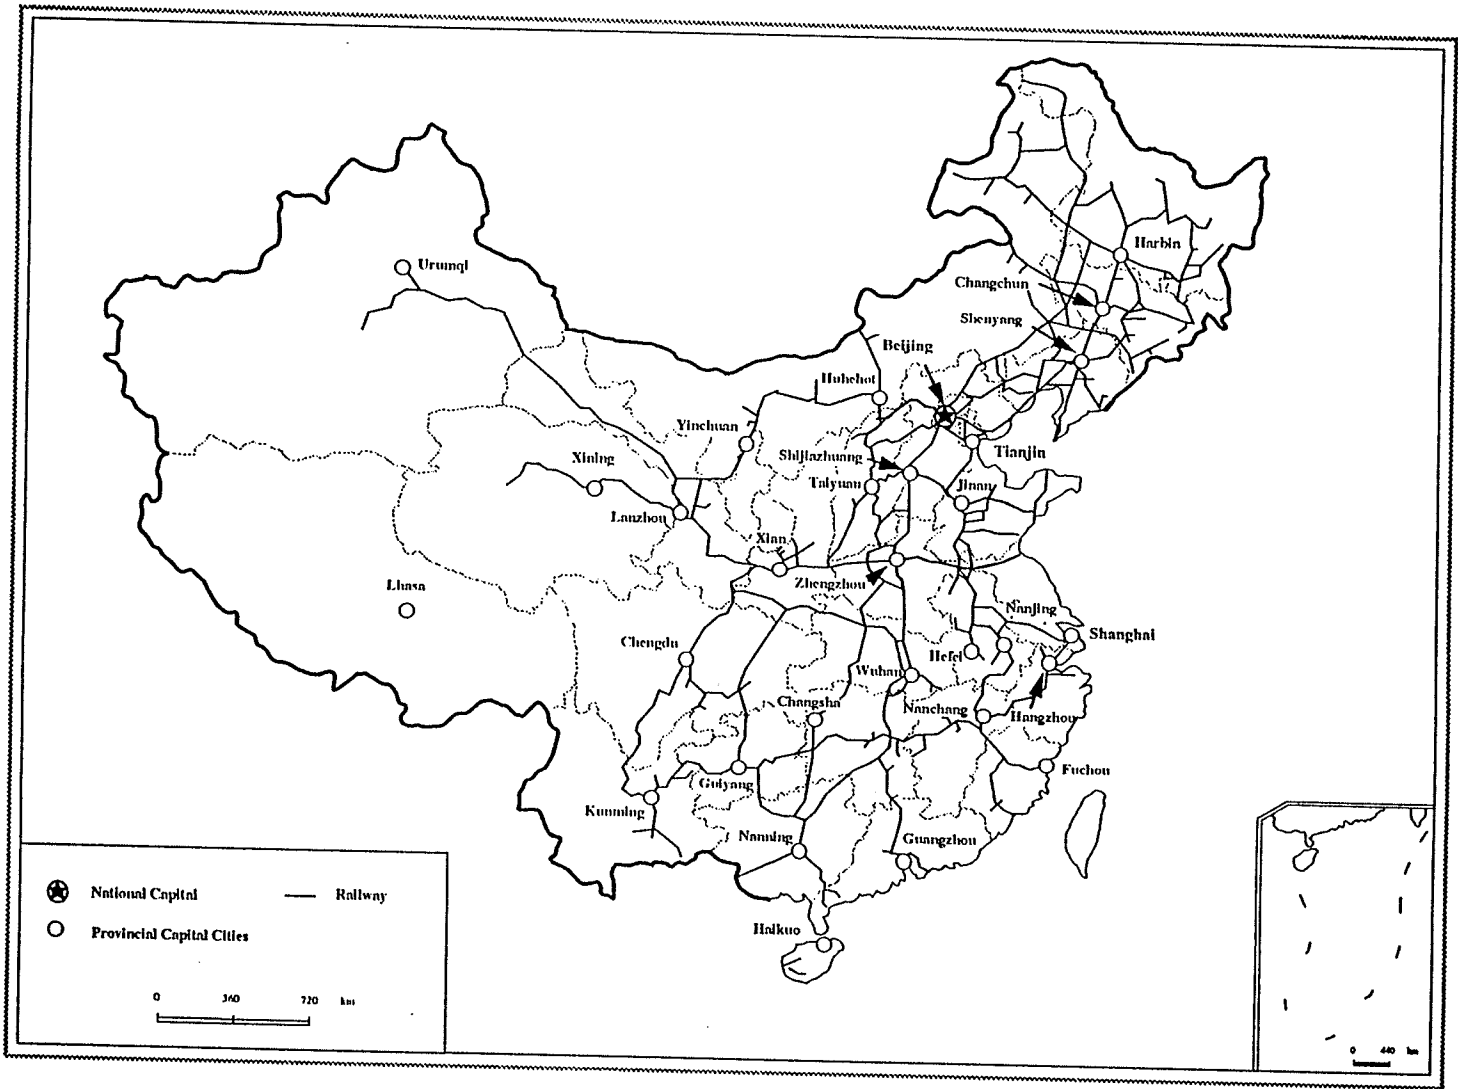 Harbin
Urumqi
Changchun
Shenyang
Beijing
Huhehot
Yinchuan
Tianjin
Shijiazhuang
Xining
Taiyuan
Jinan
Lanzhou
Xian
Zhengzhou
Lhasa
Nanjing
Shanghai
Chengdu
Hefei
Wuhan
Changsha
Nanchang
Hangzhou
Fuchou
Guiyang
Kunming
Nanning
Guangzhou
Haikuo
National Capital
Railway
Provincial Capital Cities
0 360 720 km
0 440 km